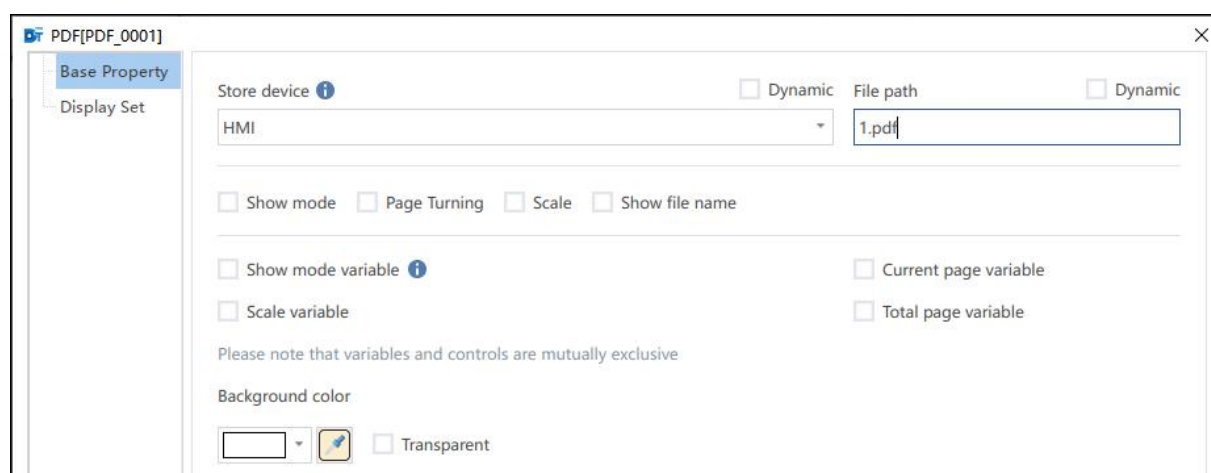 PDF[PDF_0001]
Base Property
Display Set
Store device Dynamic File path Dynamic
HMI 1.pdf
Show mode Page Turning Scale Show file name
Show mode variable Current page variable
Scale variable Total page variable
Please note that variables and controls are mutually exclusive
Background color
Transparent